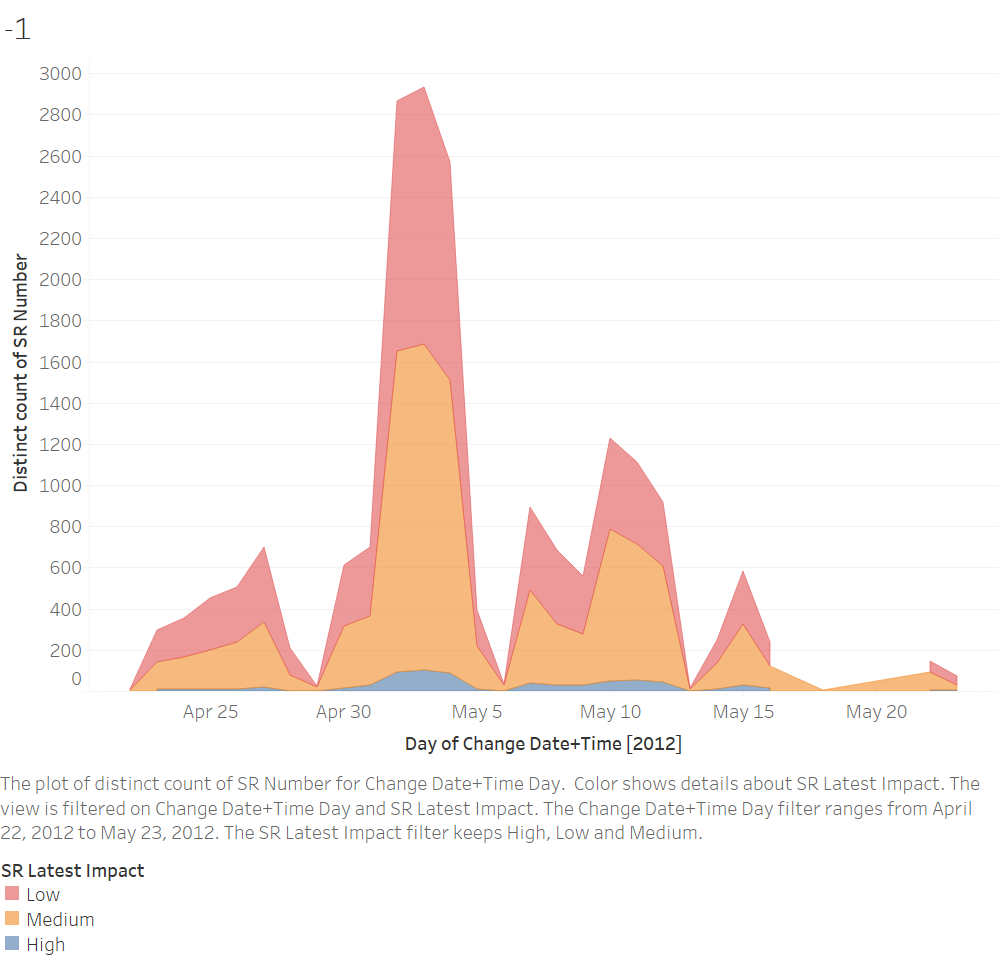 -1
3000
2800
2600
2400
2200
2000
1800
1600
1400
1200
1000
800
600
400
200
0
Distinct count of SR Number
Apr 25 Apr 30 May 5 May 10 May 15 May 20
Day of Change Date+Time [2012]
The plot of distinct count of SR Number for Change Date+Time Day. Color shows details about SR Latest Impact. The
view is filtered on Change Date+Time Day and SR Latest Impact. The Change Date+Time Day filter ranges from April
22, 2012 to May 23, 2012. The SR Latest Impact filter keeps High, Low and Medium.
SR Latest Impact
Low
Medium
High